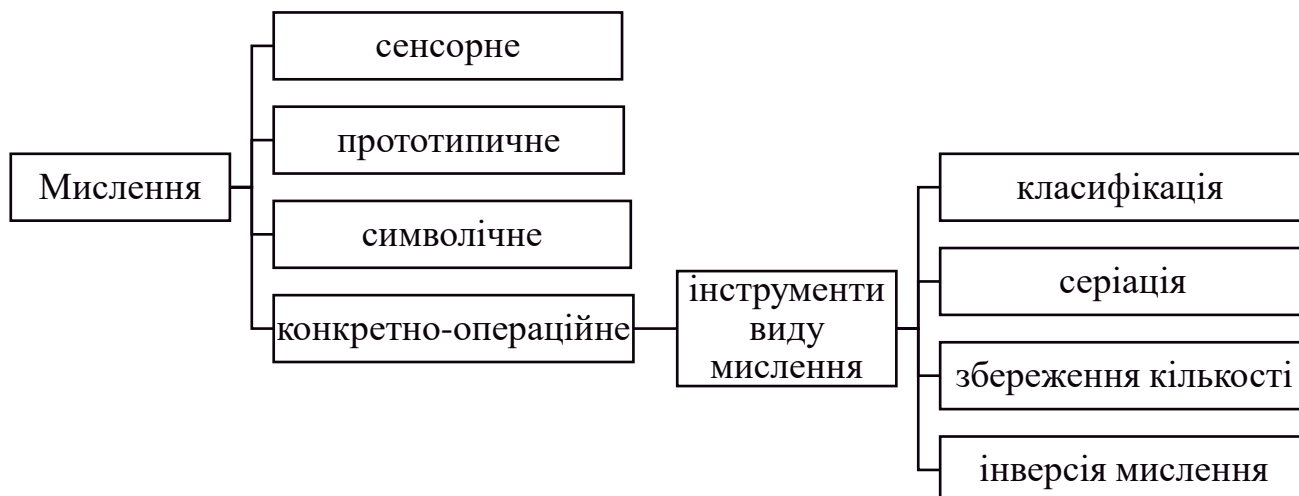 Мислення
сенсорне
прототипичне
символічне
конкретно-операційне
інструменти
виду
мислення
класифікація
серіація
збереження кількості
інверсія мислення